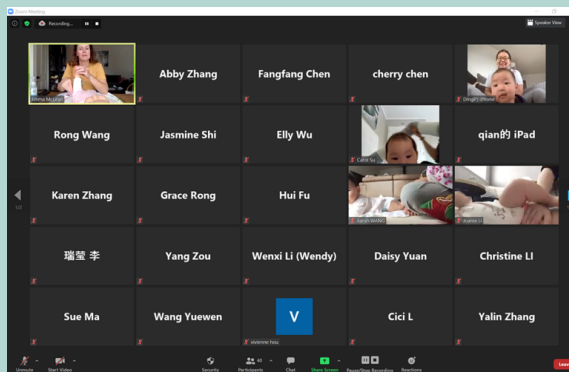 Zoom Meeting
Recording...
Speaker View
Abby Zhang
Fangfang Chen
cherry chen
Rong Wang
Jasmine Shi
Elly Wu
Carol Su
qian的 iPad
Karen Zhang
Grace Rong
Hui Fu
瑞莹 李
Yang Zou
Wenxi Li (Wendy)
Daisy Yuan
Christine LI
Sue Ma
Wang Yuewen
V
vivienne hou
Cici L
Yalin Zhang
Unmute
Start Video
Security
Participants
Chat
Share Screen
Pause/Stop Recording
Reactions